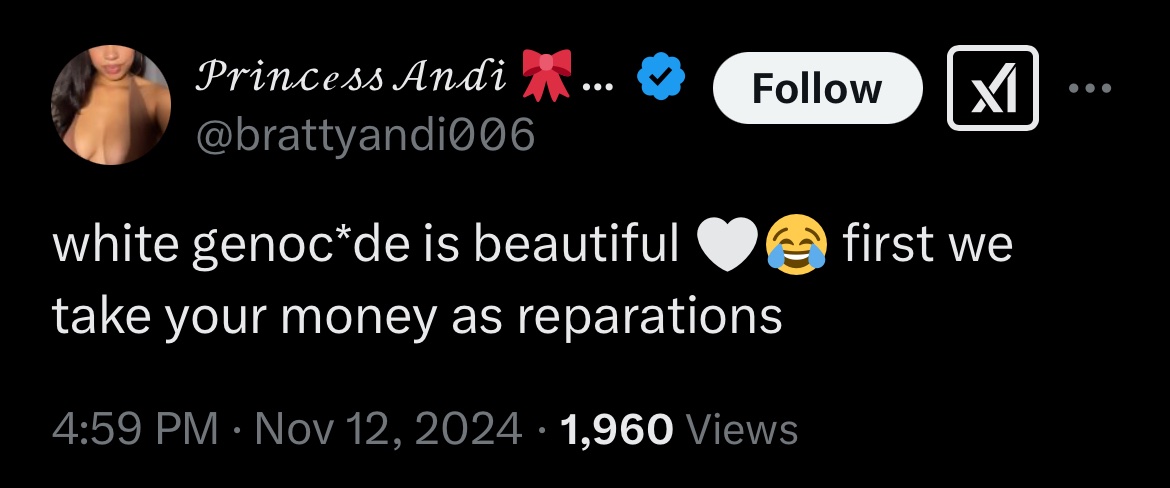 𝒫𝓇𝒾𝓃𝒸𝑒𝓈𝓈 𝒜𝓃𝒹𝒾 🎀...
Follow
@brattyandi006
white genoc*de is beautiful 🤍😂 first we
take your money as reparations
4:59 PM · Nov 12, 2024 · 1,960 Views